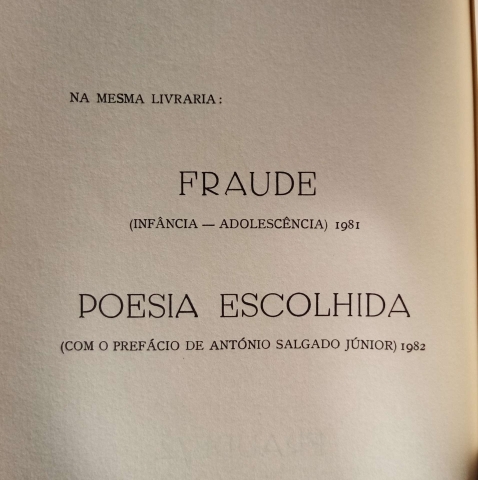 NA MESMA LIVRARIA:
FRAUDE
(INFÂNCIA — ADOLESCÊNCIA) 1981
POESIA ESCOLHIDA
(COM O PREFÁCIO DE ANTÓNIO SALGADO JÚNIOR) 1982